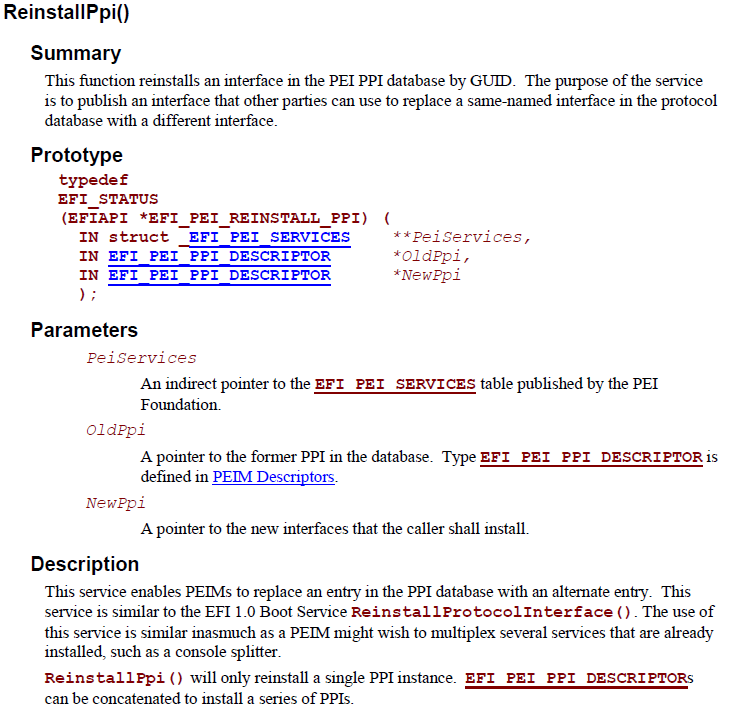 ReinstallPpi()
Summary
This function reinstalls an interface in the PEI PPI database by GUID.  The purpose of the service
is to publish an interface that other parties can use to replace a same-named interface in the protocol
database with a different interface.
Prototype
typedef
EFI_STATUS
(EFIAPI *EFI_PEI_REINSTALL_PPI) (
IN struct _EFI_PEI_SERVICES    **PeiServices,
IN EFI_PEI_PPI_DESCRIPTOR      *OldPpi,
IN EFI_PEI_PPI_DESCRIPTOR      *NewPpi
);
Parameters
PeiServices
An indirect pointer to the EFI_PEI_SERVICES table published by the PEI
Foundation.
OldPpi
A pointer to the former PPI in the database.  Type EFI_PEI_PPI_DESCRIPTOR is
defined in PEIM Descriptors.
NewPpi
A pointer to the new interfaces that the caller shall install.
Description
This service enables PEIMs to replace an entry in the PPI database with an alternate entry.  This
service is similar to the EFI 1.0 Boot Service ReinstallProtocolInterface(). The use of
this service is similar inasmuch as a PEIM might wish to multiplex several services that are already
installed, such as a console splitter.
ReinstallPpi() will only reinstall a single PPI instance.  EFI_PEI_PPI_DESCRIPTORs
can be concatenated to install a series of PPIs.